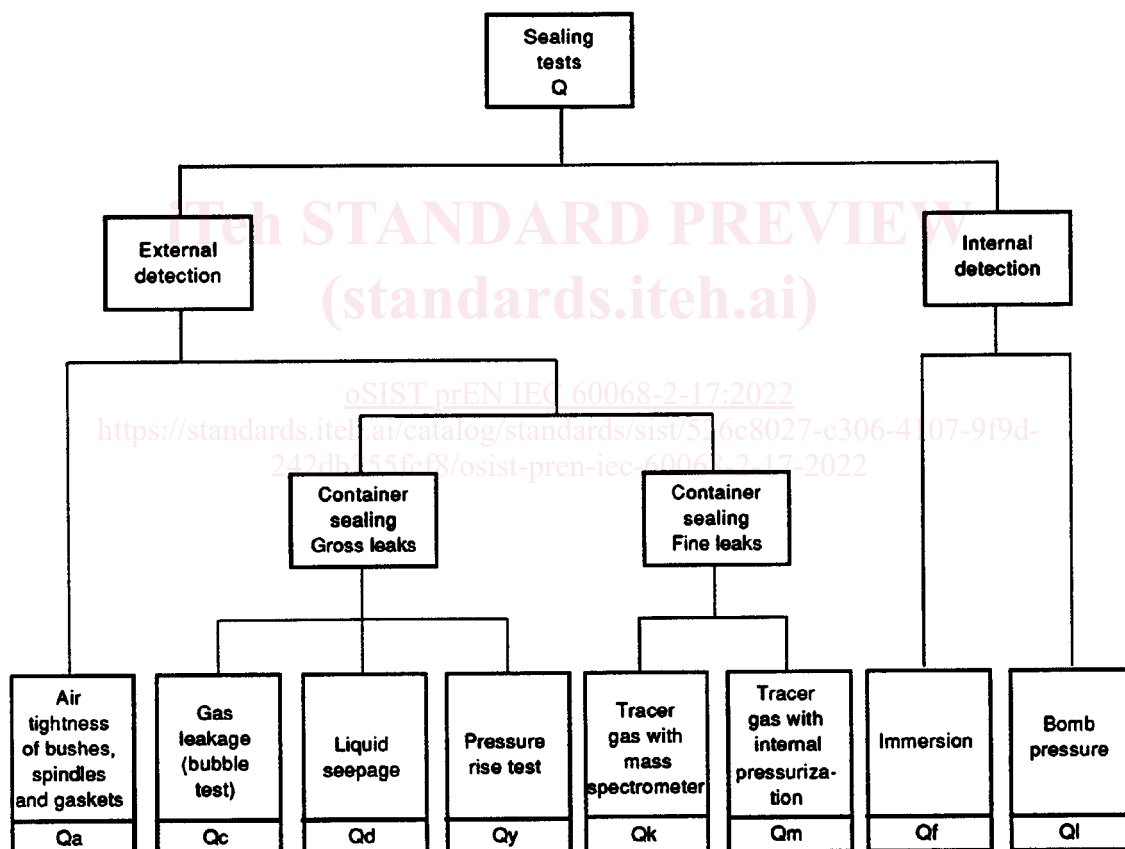 Sealing
tests
Q
iTeh STANDARD PREVIEW
(standards.iteh.ai)
External
detection
Internal
detection
oSIST prEN IEC 60068-2-17:2022
https://standards.iteh.ai/catalog/standards/sist/526c8027-c306-4107-9f9d-
242db255fcf8/osist-pren-iec-60068-2-17-2022
Container
sealing
Gross leaks
Container
sealing
Fine leaks
Air
tightness
of bushes,
spindles
and gaskets
Qa
Gas
leakage
(bubble
test)
Qc
Liquid
seepage
Qd
Pressure
rise test
Qy
Tracer
gas with
mass
spectrometer
Qk
Tracer
gas with
internal
pressuriza-
tion
Qm
Immersion
Qf
Bomb
pressure
Ql